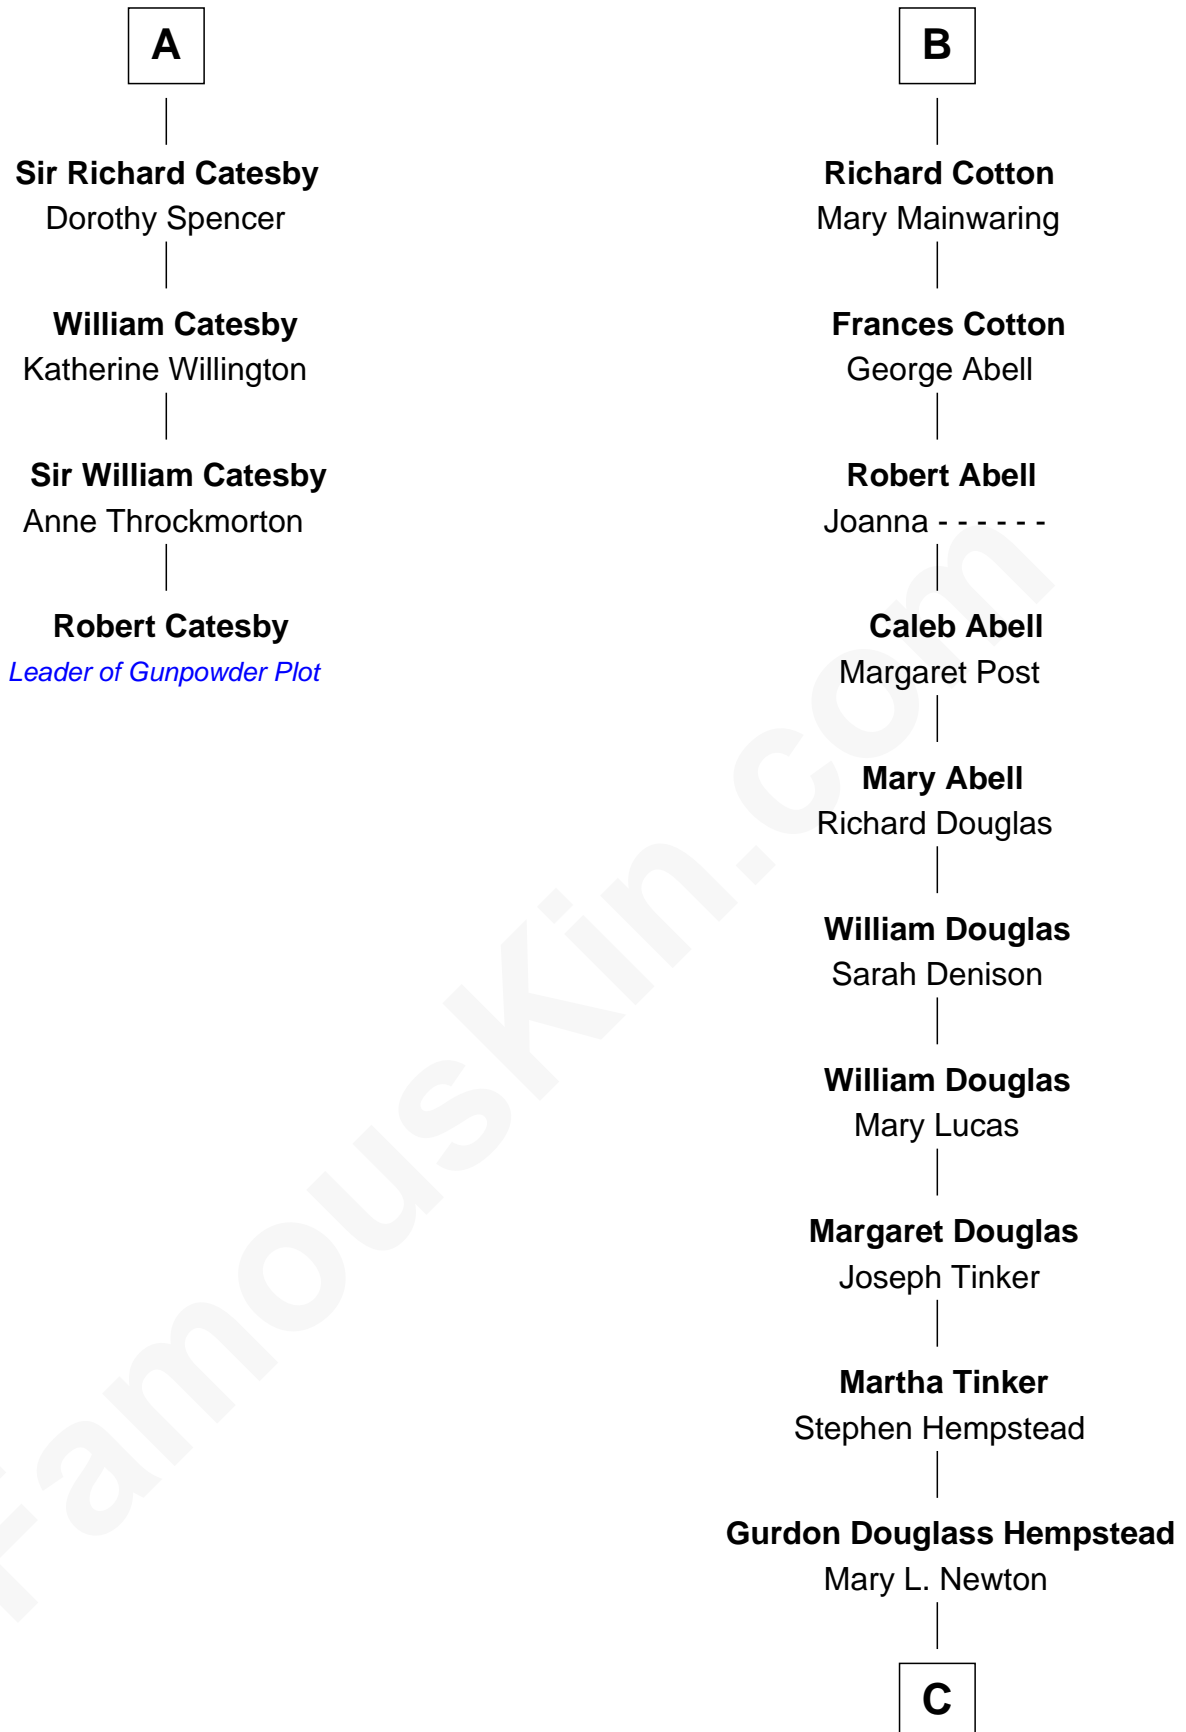 A
Sir Richard Catesby
Dorothy Spencer
William Catesby
Katherine Willington
Sir William Catesby
Anne Throckmorton
Robert Catesby
Leader of Gunpowder Plot
B
Richard Cotton
Mary Mainwaring
Frances Cotton
George Abell
Robert Abell
Joanna - - - - - -
Caleb Abell
Margaret Post
Mary Abell
Richard Douglas
William Douglas
Sarah Denison
William Douglas
Mary Lucas
Margaret Douglas
Joseph Tinker
Martha Tinker
Stephen Hempstead
Gurdon Douglass Hempstead
Mary L. Newton
C
FamousKin.com